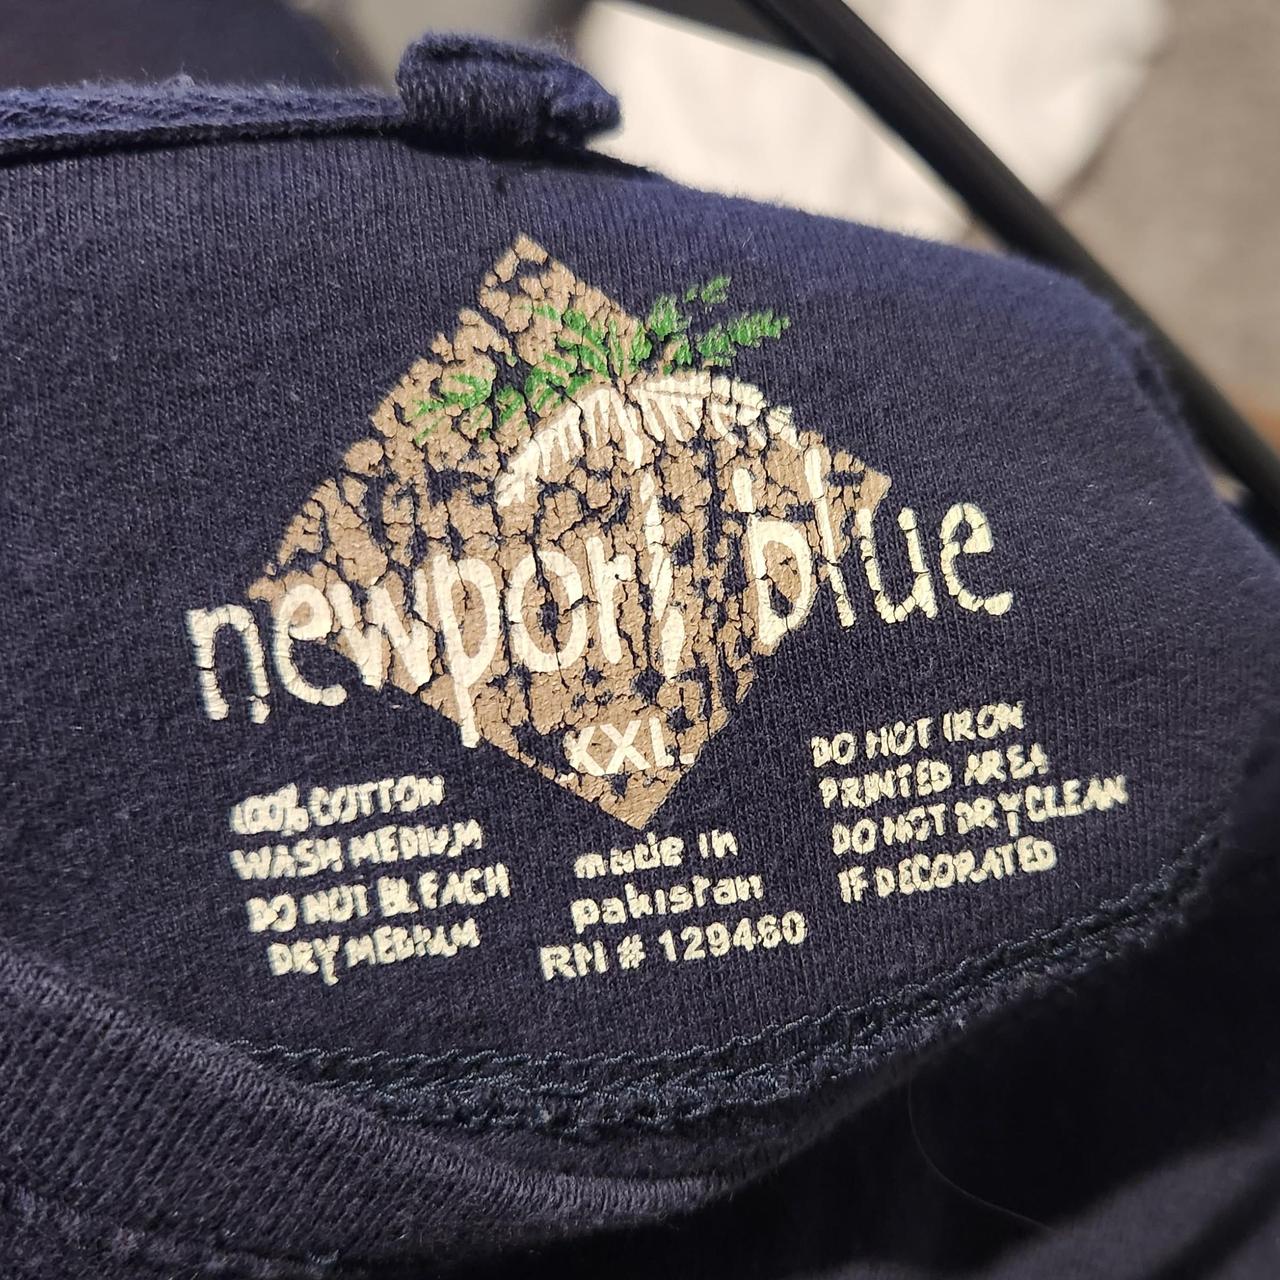 newport blue
XXL
100% COTTON
WASH MEDIUM
DO NOT BLEACH
DRY MEDIUM
made in
pakistan
RN # 129460
DO NOT IRON
PRINTED AREA
DO NOT DRYCLEAN
IF DECORATED